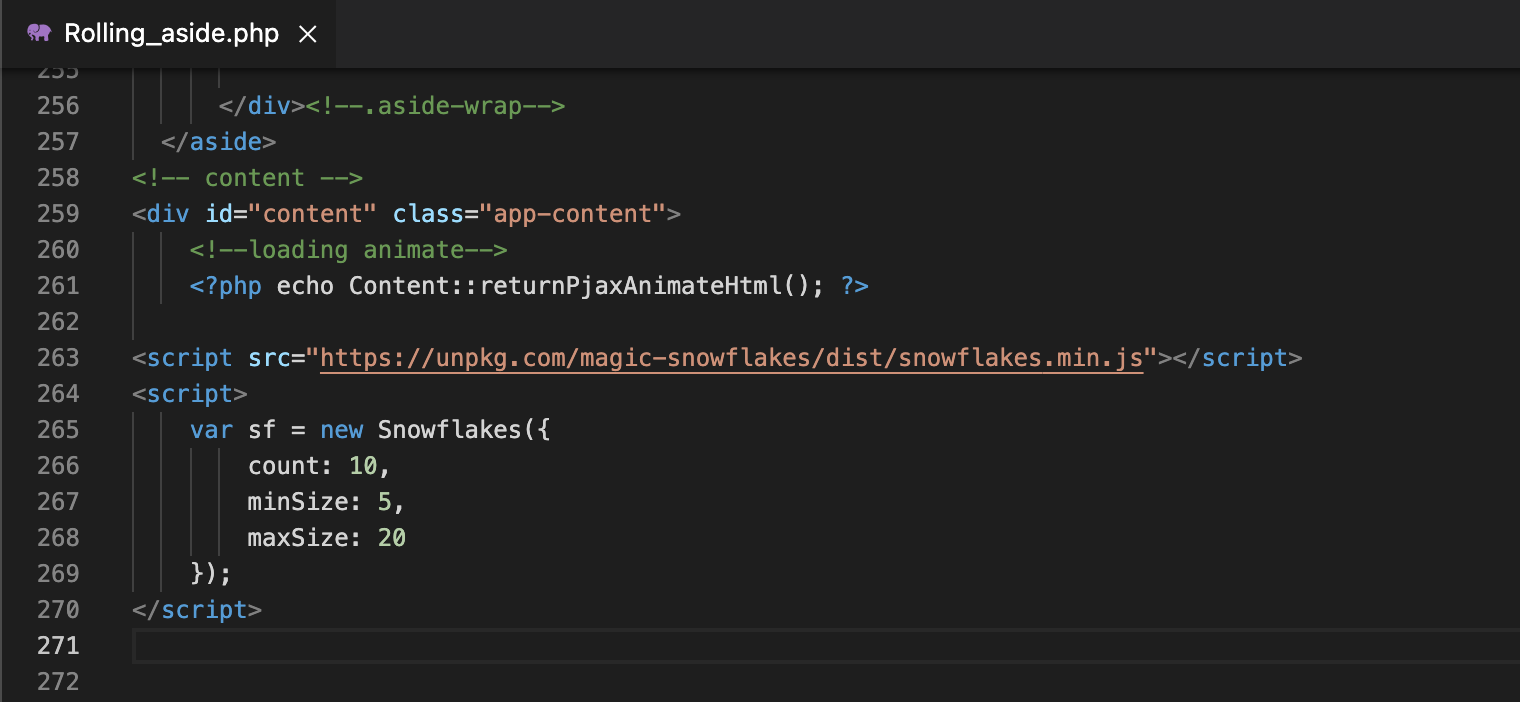 Rolling_aside.php
255
256 </div><!--.aside-wrap-->
257 </aside>
258 <!-- content -->
259 <div id="content" class="app-content">
260 <!--loading animate-->
261 <?php echo Content::returnPjaxAnimateHtml(); ?>
262
263 <script src="https://unpkg.com/magic-snowflakes/dist/snowflakes.min.js"></script>
264 <script>
265 var sf = new Snowflakes({
266 count: 10,
267 minSize: 5,
268 maxSize: 20
269 });
270 </script>
271
272